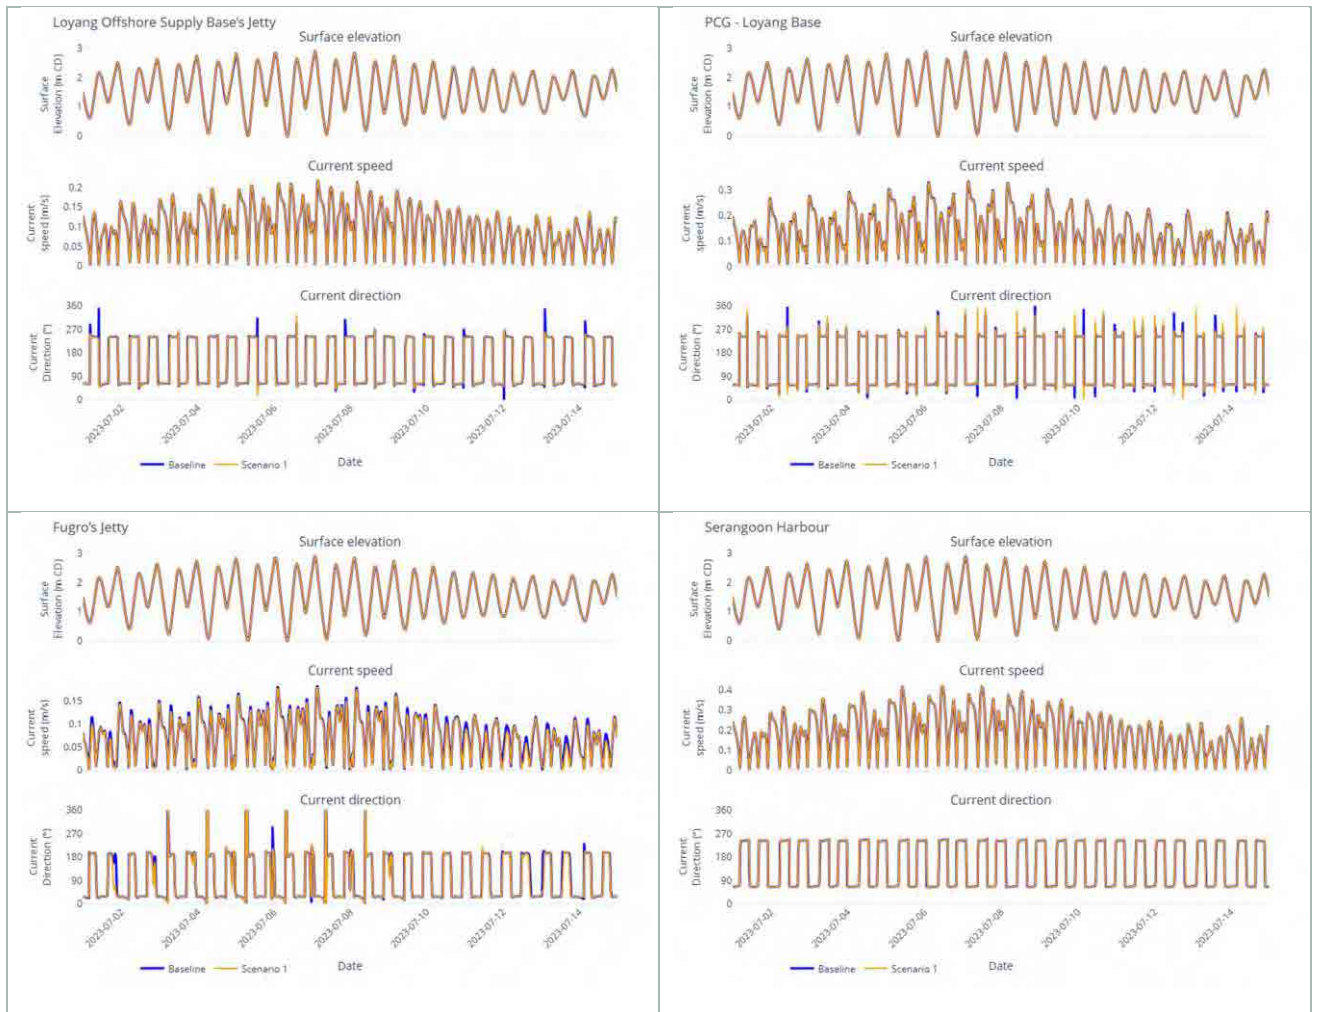 Loyang Offshore Supply Base's Jetty
Surface elevation
Surface
Elevation (m CD)
3
2
1
0
Current speed
Current
speed (m/s)
0.2
0.15
0.1
0.05
0
Current direction
Current
Direction (°)
360
270
180
90
0
2023-07-02
2023-07-04
2023-07-06
2023-07-08
2023-07-10
2023-07-12
2023-07-14
Baseline
Scenario 1
Date
PCG - Loyang Base
Surface elevation
Surface
Elevation (m CD)
3
2
1
0
Current speed
Current
speed (m/s)
0.3
0.2
0.1
0
Current direction
Current
Direction (°)
360
270
180
90
0
2023-07-02
2023-07-04
2023-07-06
2023-07-08
2023-07-10
2023-07-12
2023-07-14
Baseline
Scenario 1
Date
Fugro's Jetty
Surface elevation
Surface
Elevation (m CD)
3
2
1
0
Current speed
Current
speed (m/s)
0.15
0.1
0.05
0
Current direction
Current
Direction (°)
360
270
180
90
0
2023-07-02
2023-07-04
2023-07-06
2023-07-08
2023-07-10
2023-07-12
2023-07-14
Baseline
Scenario 1
Date
Serangoon Harbour
Surface elevation
Surface
Elevation (m CD)
3
2
1
0
Current speed
Current
speed (m/s)
0.4
0.3
0.2
0.1
0
Current direction
Current
Direction (°)
360
270
180
90
0
2023-07-02
2023-07-04
2023-07-06
2023-07-08
2023-07-10
2023-07-12
2023-07-14
Baseline
Scenario 1
Date